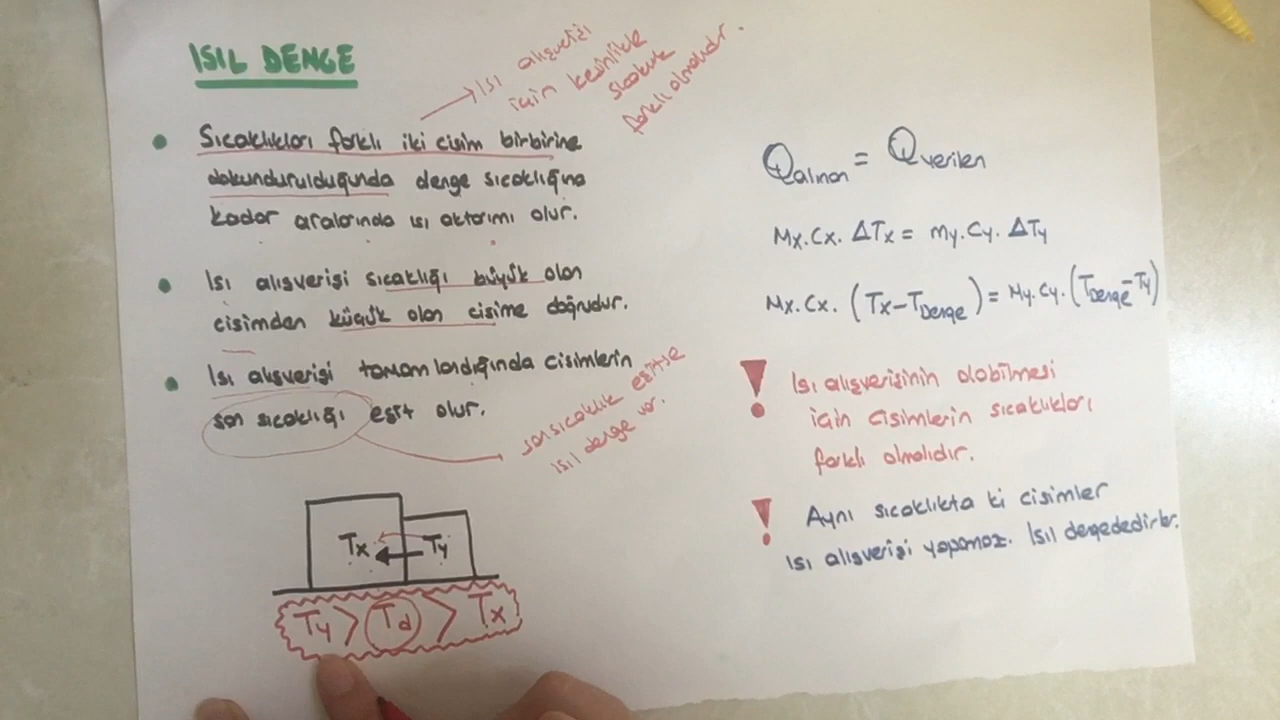 ISIL DENGE
→ Isı alışverişi
için kesinlikle
sıcaklık
farklı olmalıdır.
• Sıcaklıkları farklı iki cisim birbirine
dokundurulduğunda denge sıcaklığına
kadar aralarında ısı aktarımı olur.
• Isı alışverişi sıcaklığı büyük olan
cisimden küçük olan cisime doğrudur.
• Isı alışverişi tamamlandığında cisimlerin
son sıcaklığı eşit olur.
son sıcaklık eşitse
ısıl denge var.
Tx Ty
Ty > Td > Tx
Qalınan = Qverilen
Mx.Cx. ΔTx = My.Cy. ΔTy
Mx.Cx. (Tx-TDenge) = My.Cy. (TDenge-Ty)
! Isı alışverişinin olabilmesi
için cisimlerin sıcaklıkları
farklı olmalıdır.
! Aynı sıcaklıkta ki cisimler
ısı alışverişi yapamaz. Isıl dengededirler.